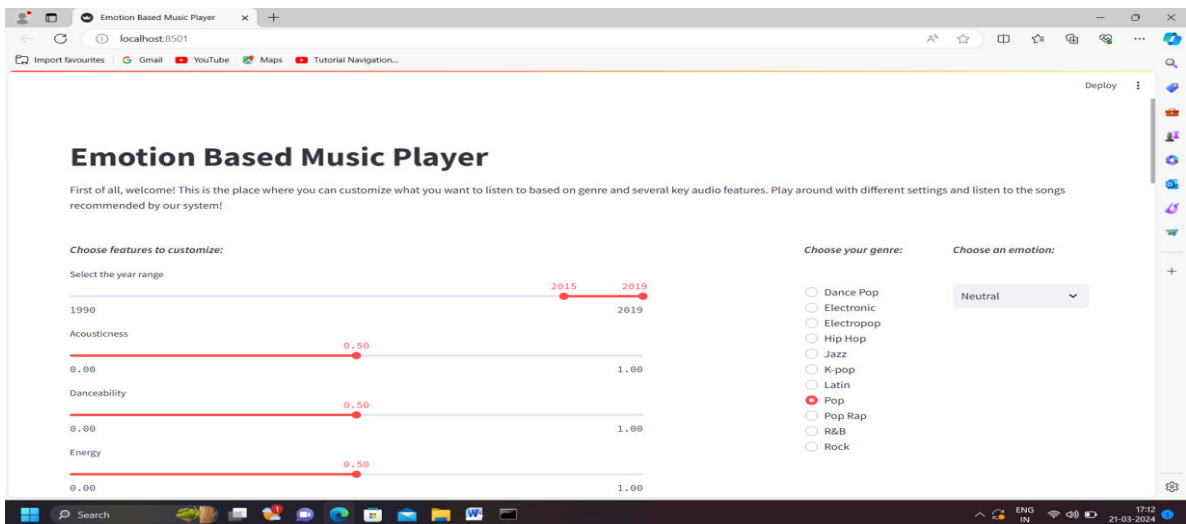 Emotion Based Music Player
localhost:8501
Import favourites
Gmail
YouTube
Maps
Tutorial Navigation...
Deploy
Emotion Based Music Player
First of all, welcome! This is the place where you can customize what you want to listen to based on genre and several key audio features. Play around with different settings and listen to the songs
recommended by our system!
Choose features to customize:
Select the year range
2015 2019
1990 2019
Acousticness
0.50
0.00 1.00
Danceability
0.50
0.00 1.00
Energy
0.50
0.00 1.00
Choose your genre:
Dance Pop
Electronic
Electropop
Hip Hop
Jazz
K-pop
Latin
Pop
Pop Rap
R&B
Rock
Choose an emotion:
Neutral
Search
ENG
IN
17:12
21-03-2024